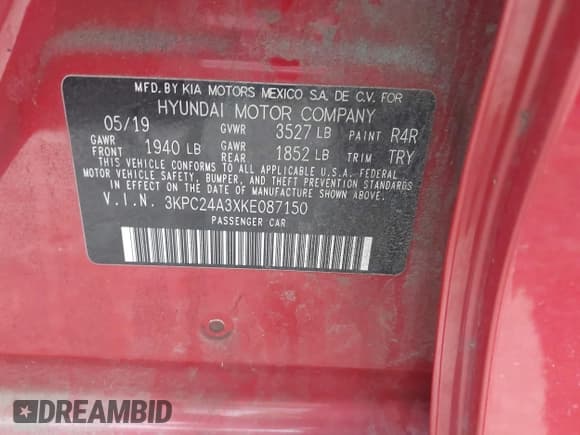 MFD. BY KIA MOTORS MEXICO S.A. DE C.V. FOR
HYUNDAI MOTOR COMPANY
05/19 GVWR 3527 LB PAINT R4R
GAWR FRONT 1940 LB GAWR REAR 1852 LB TRIM TRY
THIS VEHICLE CONFORMS TO ALL APPLICABLE U.S.A. FEDERAL
MOTOR VEHICLE SAFETY, BUMPER, AND THEFT PREVENTION STANDARDS
IN EFFECT ON THE DATE OF MANUFACTURE SHOWN ABOVE.
V.I.N. 3KPC24A3XKE087150
PASSENGER CAR
DREAMBID